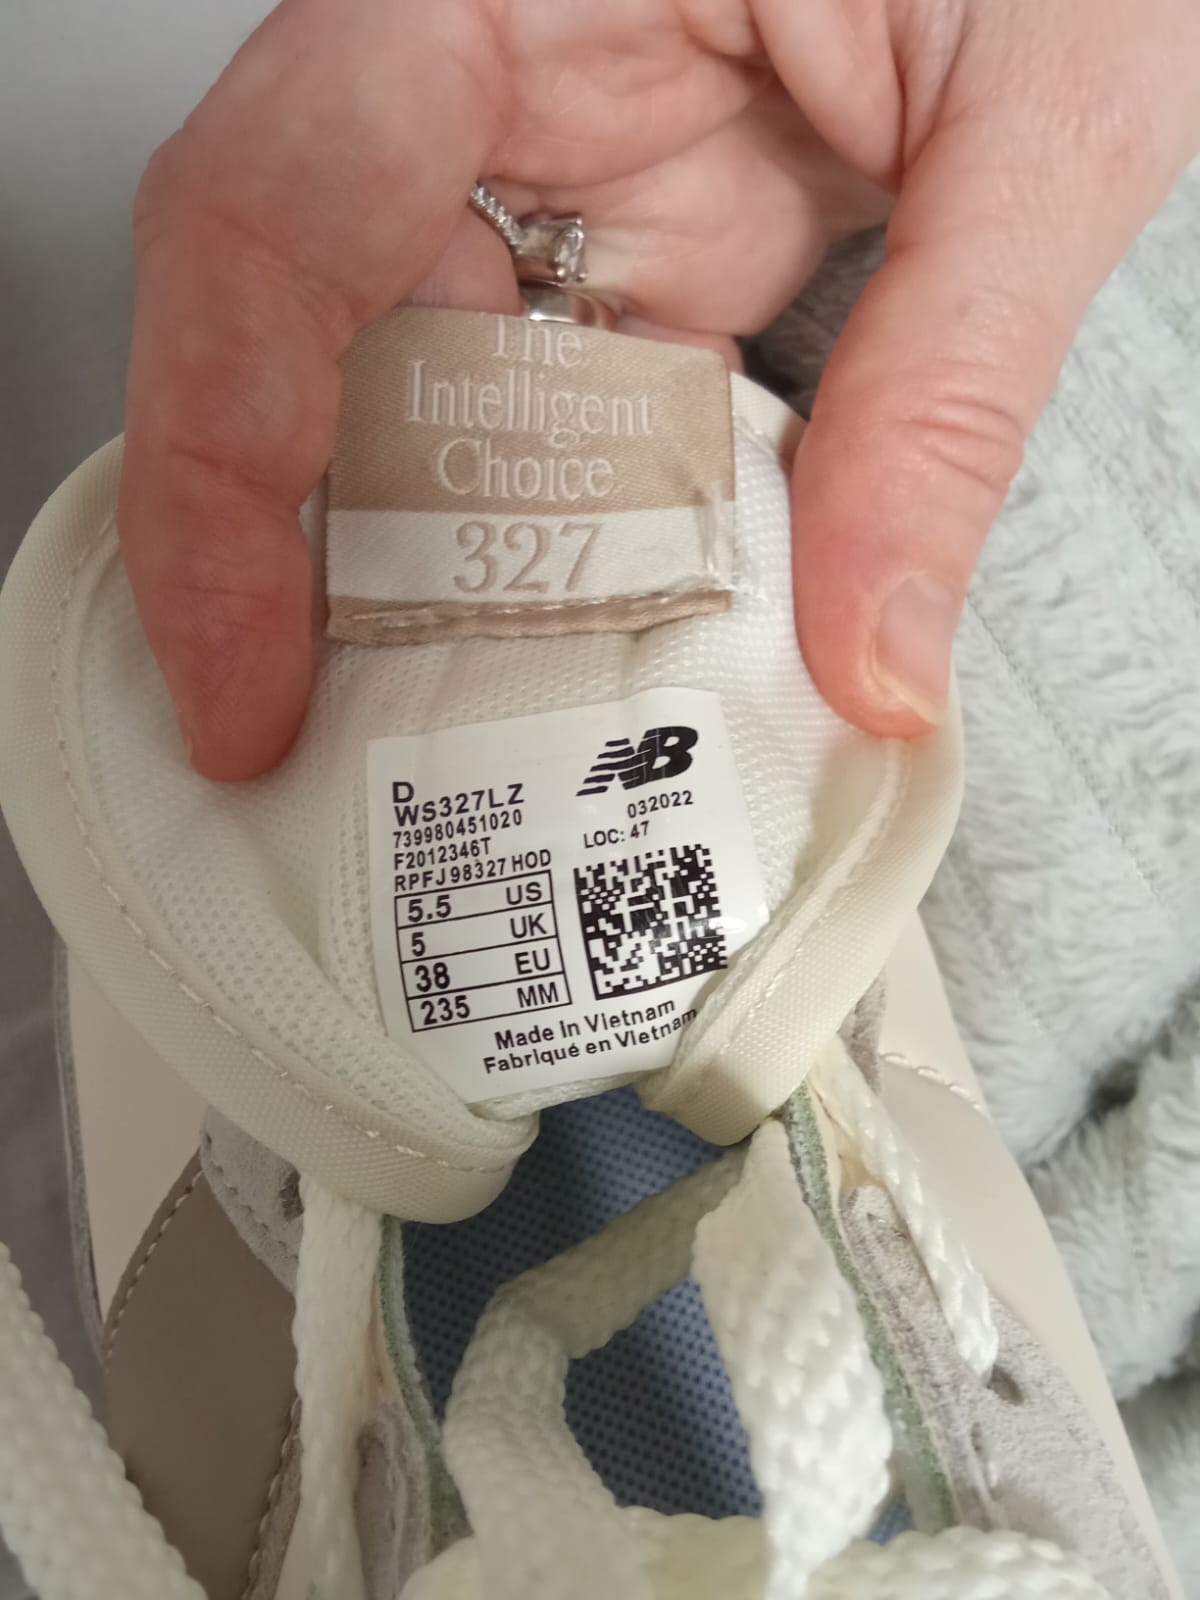 The
Intelligent
Choice
327
NB
D
WS327LZ
739980451020
F2012346T
RPFJ98327 HOD
032022
LOC: 47
5.5 US
5 UK
38 EU
235 MM
Made In Vietnam
Fabriqué en Vietnam